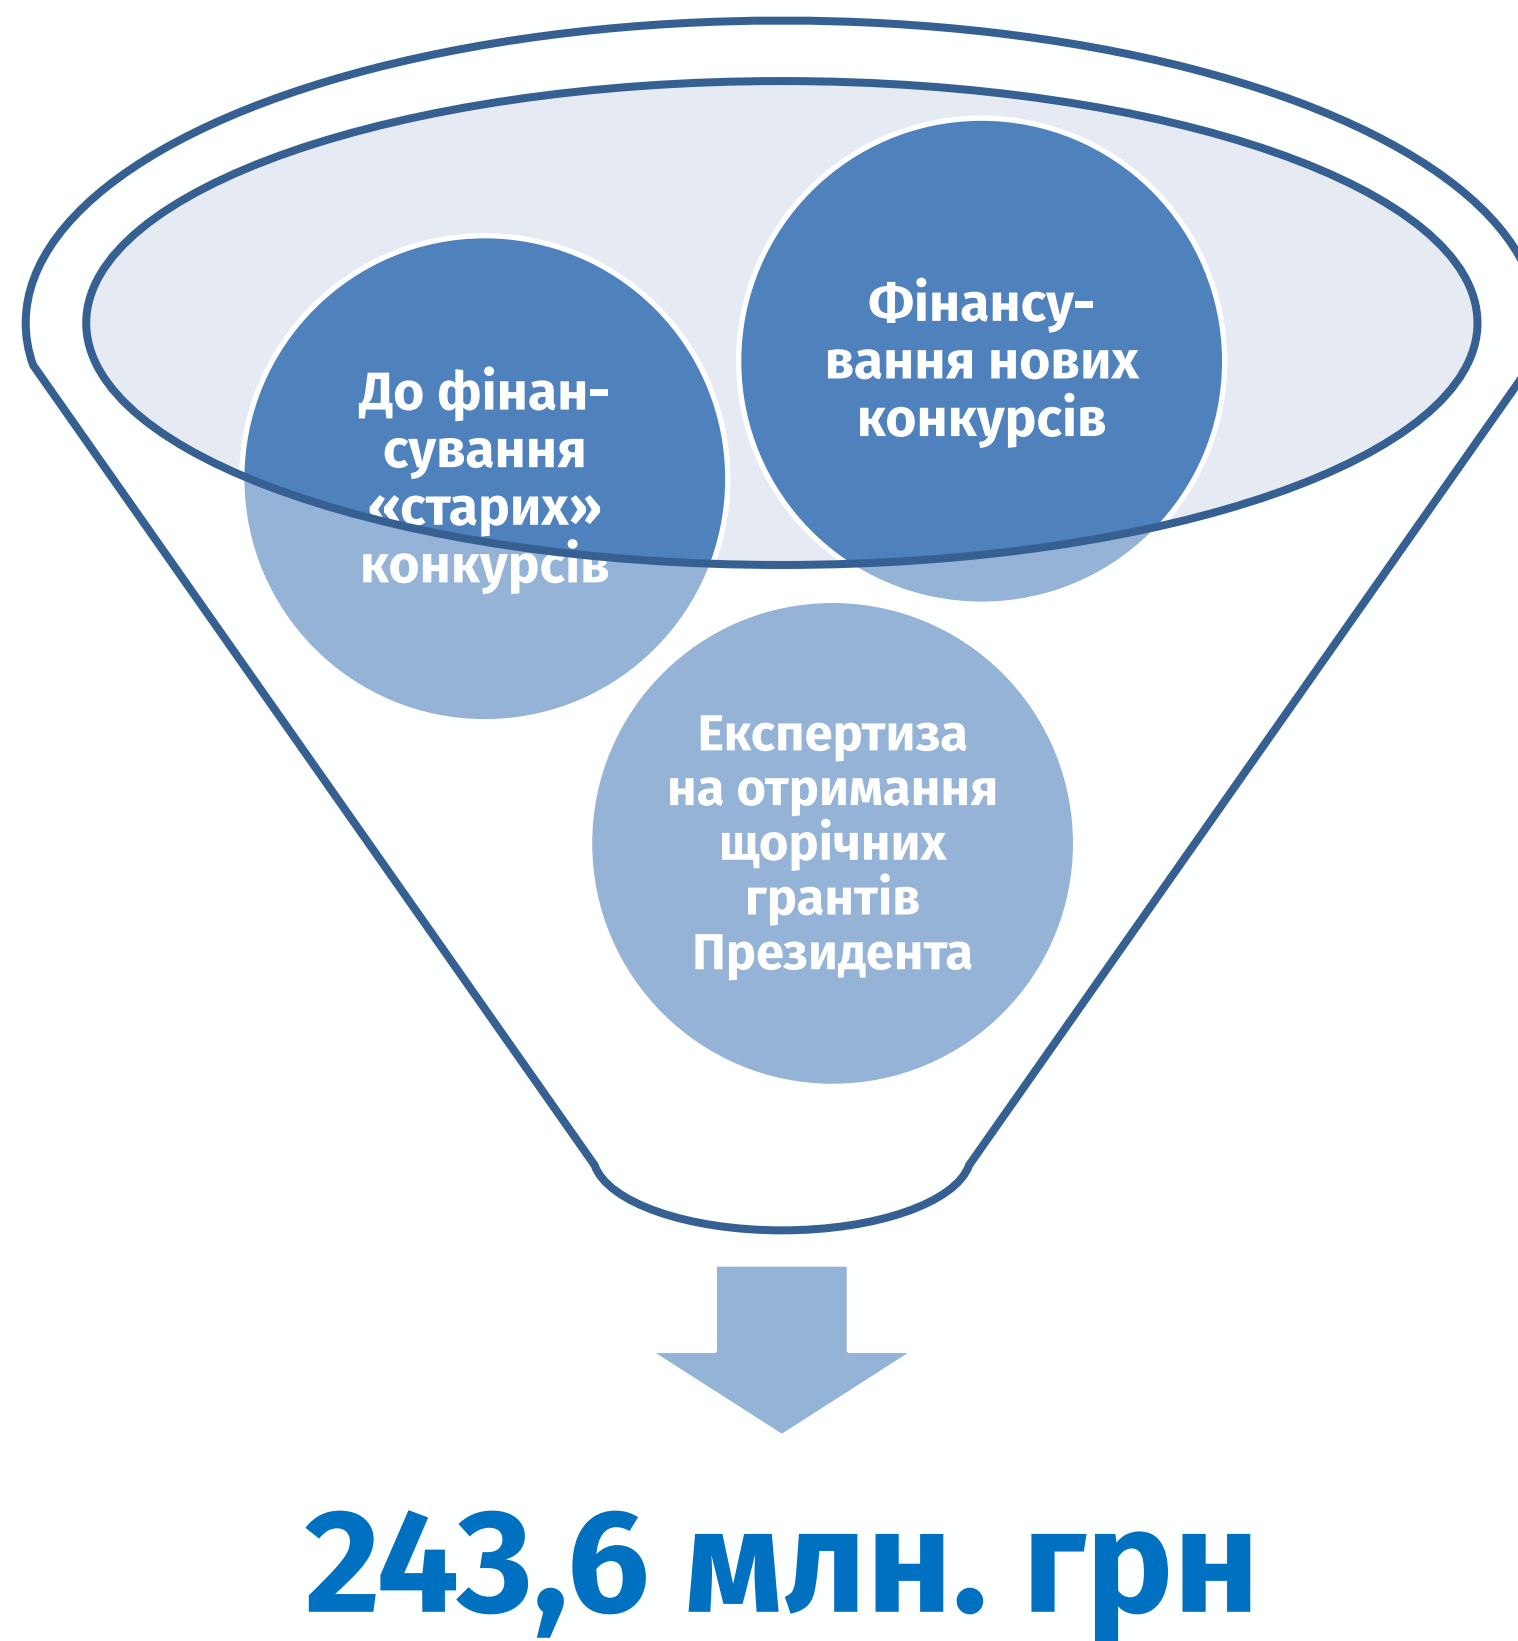 До фінан-
сування
«старих»
конкурсів
Фінансу-
вання нових
конкурсів
Експертиза
на отримання
щорічних
грантів
Президента
243,6 млн. грн